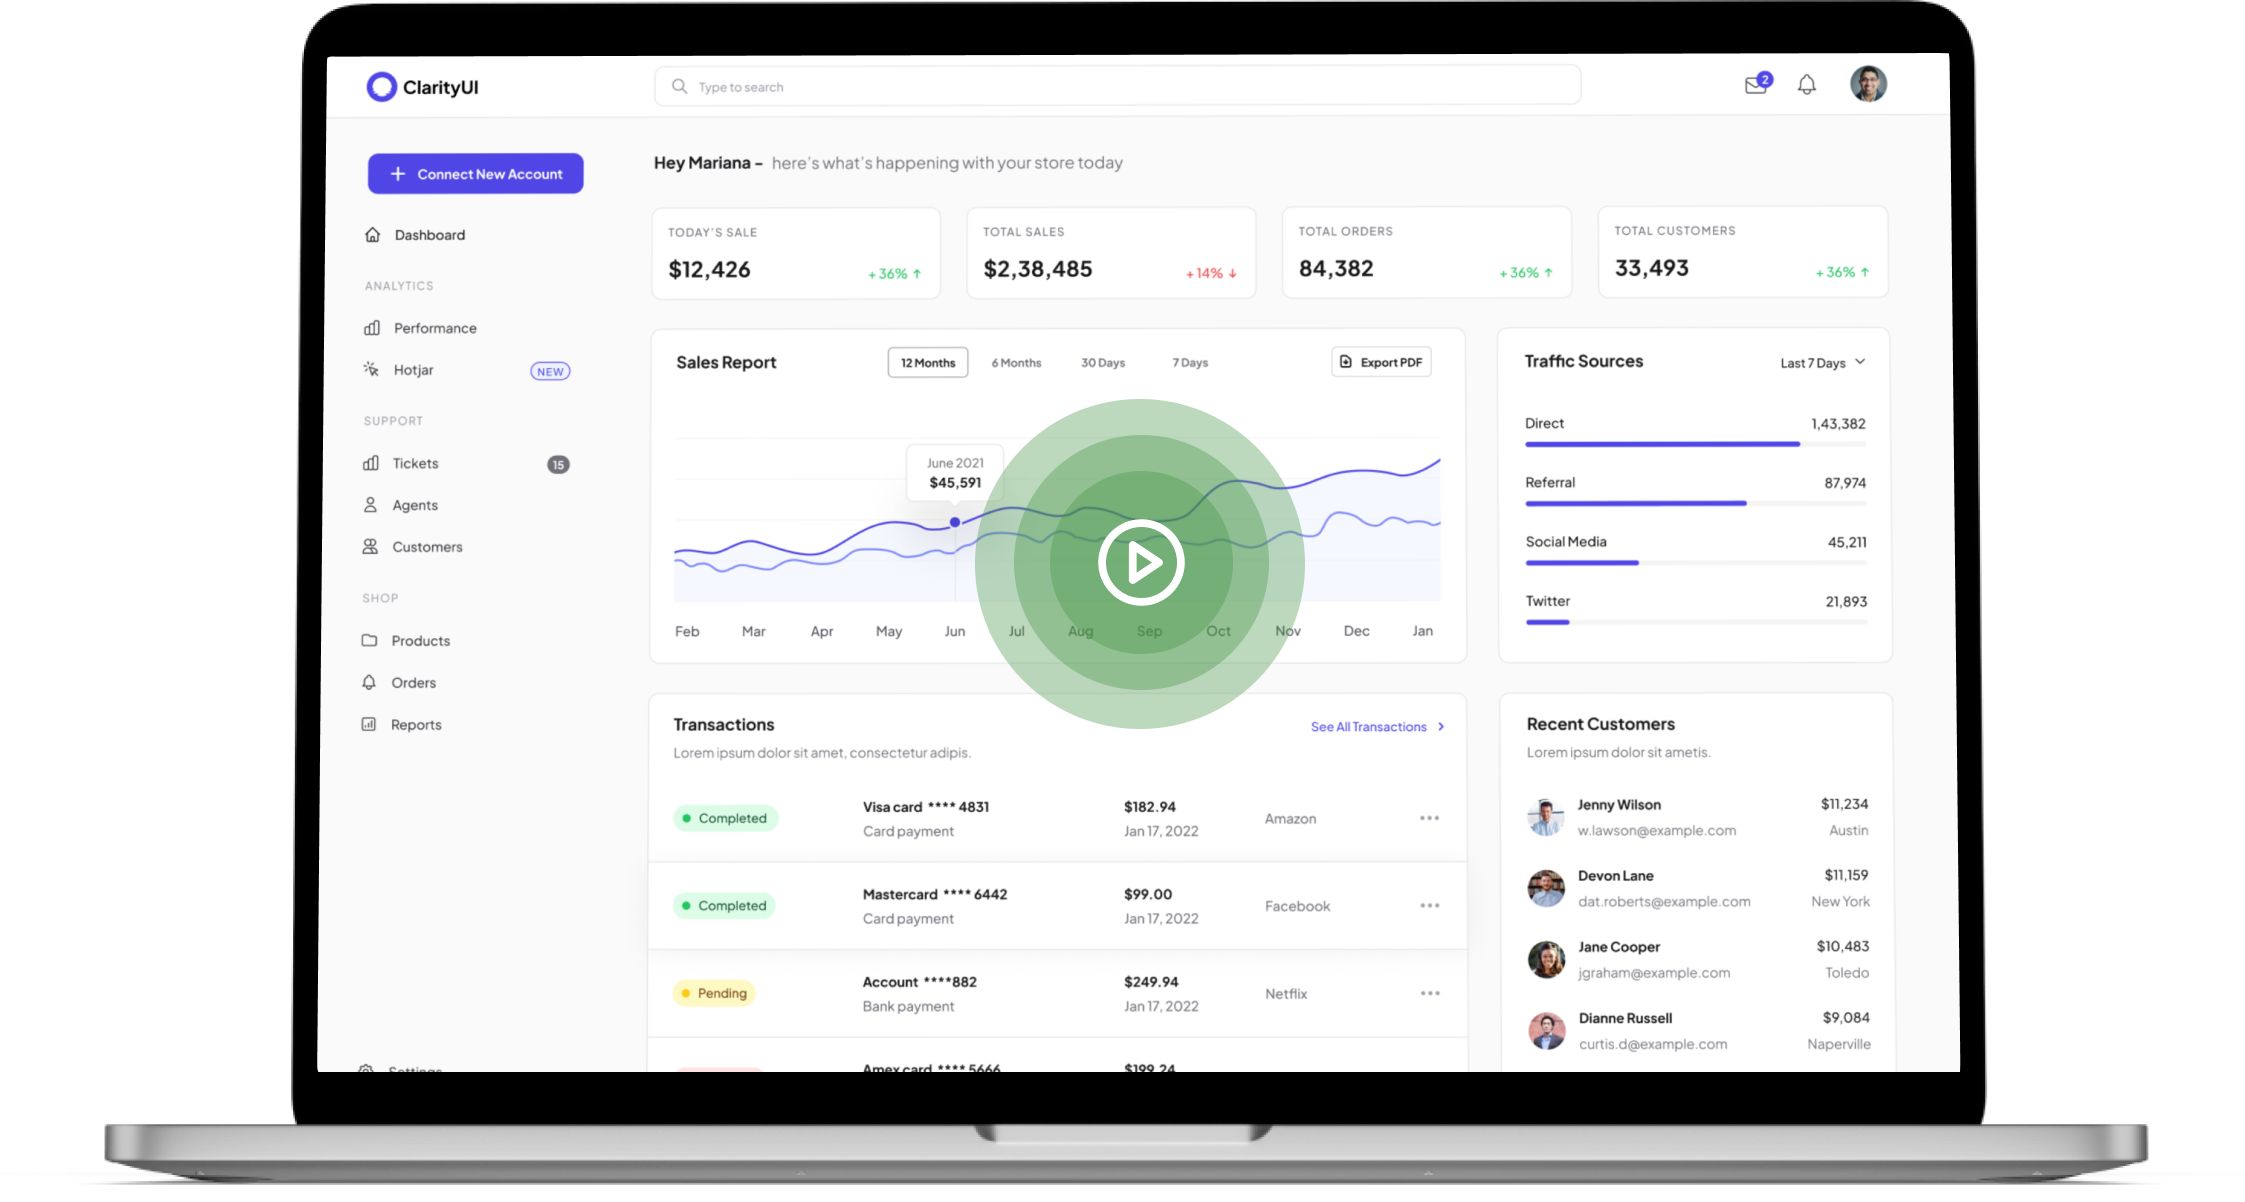 ClarityUI
Type to search
2
Connect New Account
Dashboard
ANALYTICS
Performance
Hotjar NEW
SUPPORT
Tickets 15
Agents
Customers
SHOP
Products
Orders
Reports
Settings
Hey Mariana – here's what's happening with your store today
TODAY'S SALE
$12,426 +36% ↑
TOTAL SALES
$2,38,485 +14% ↓
TOTAL ORDERS
84,382 +36% ↑
TOTAL CUSTOMERS
33,493 +36% ↑
Sales Report 12 Months 6 Months 30 Days 7 Days Export PDF
June 2021
$45,591
Feb Mar Apr May Jun Jul Aug Sep Oct Nov Dec Jan
Traffic Sources Last 7 Days
Direct 1,43,382
Referral 87,974
Social Media 45,211
Twitter 21,893
Transactions See All Transactions
Lorem ipsum dolor sit amet, consectetur adipis.
Completed Visa card **** 4831 $182.94 Amazon
Card payment Jan 17, 2022
Completed Mastercard **** 6442 $99.00 Facebook
Card payment Jan 17, 2022
Pending Account ****882 $249.94 Netflix
Bank payment Jan 17, 2022
Amex card **** 5666 $199.24
Recent Customers
Lorem ipsum dolor sit ametis.
Jenny Wilson $11,234
w.lawson@example.com Austin
Devon Lane $11,159
dat.roberts@example.com New York
Jane Cooper $10,483
jgraham@example.com Toledo
Dianne Russell $9,084
curtis.d@example.com Naperville